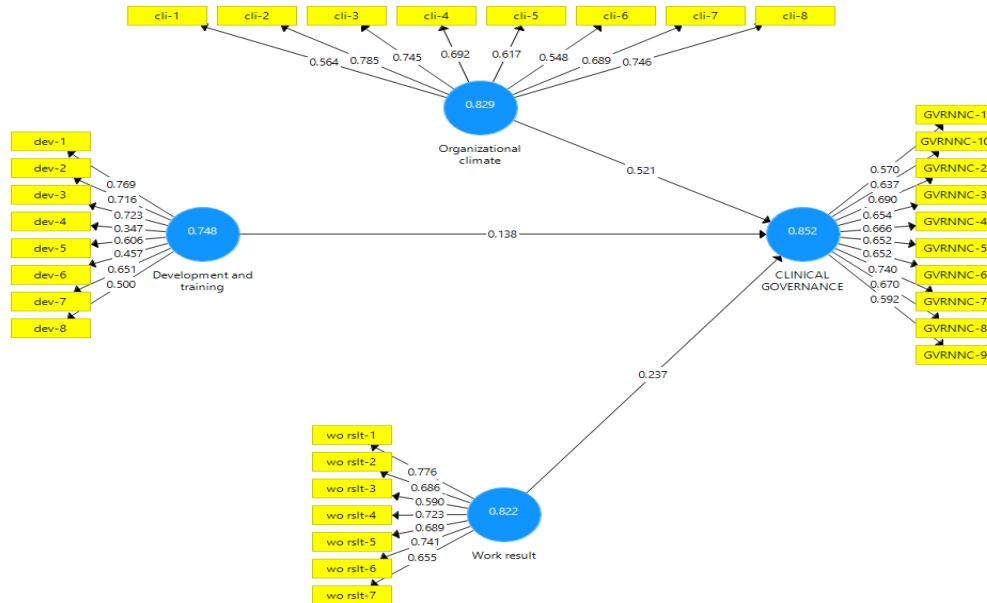 cli-1
cli-2
cli-3
cli-4
cli-5
cli-6
cli-7
cli-8
0.564
0.785
0.745
0.692
0.617
0.548
0.689
0.746
0.829
Organizational
climate
dev-1
dev-2
dev-3
dev-4
dev-5
dev-6
dev-7
dev-8
0.769
0.716
0.723
0.347
0.606
0.457
0.651
0.500
0.748
Development and
training
0.521
0.138
0.237
0.852
CLINICAL
GOVERNANCE
0.570
0.637
0.690
0.654
0.666
0.652
0.652
0.740
0.670
0.592
GVRNNC-1
GVRNNC-10
GVRNNC-2
GVRNNC-3
GVRNNC-4
GVRNNC-5
GVRNNC-6
GVRNNC-7
GVRNNC-8
GVRNNC-9
wo rslt-1
wo rslt-2
wo rslt-3
wo rslt-4
wo rslt-5
wo rslt-6
wo rslt-7
0.776
0.686
0.590
0.723
0.689
0.741
0.655
0.822
Work result